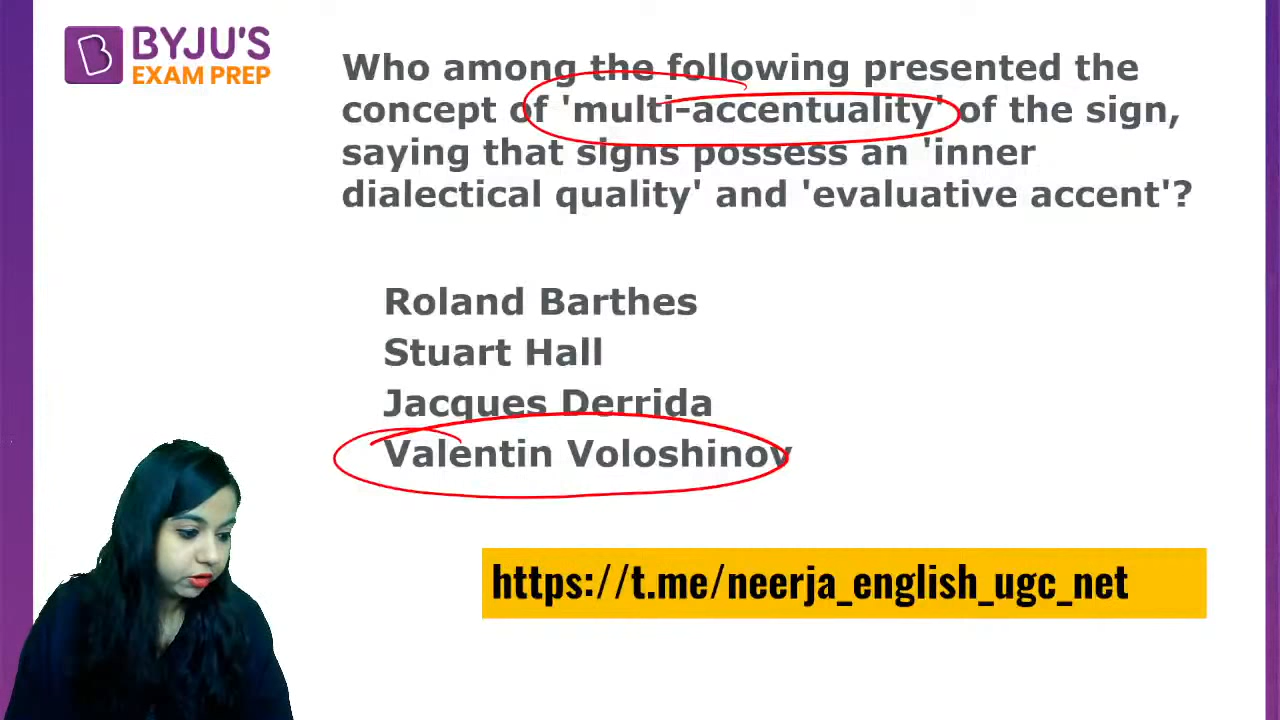 BYJU'S
EXAM PREP
Who among the following presented the
concept of 'multi-accentuality' of the sign,
saying that signs possess an 'inner
dialectical quality' and 'evaluative accent'?
Roland Barthes
Stuart Hall
Jacques Derrida
Valentin Voloshinov
https://t.me/neerja_english_ugc_net